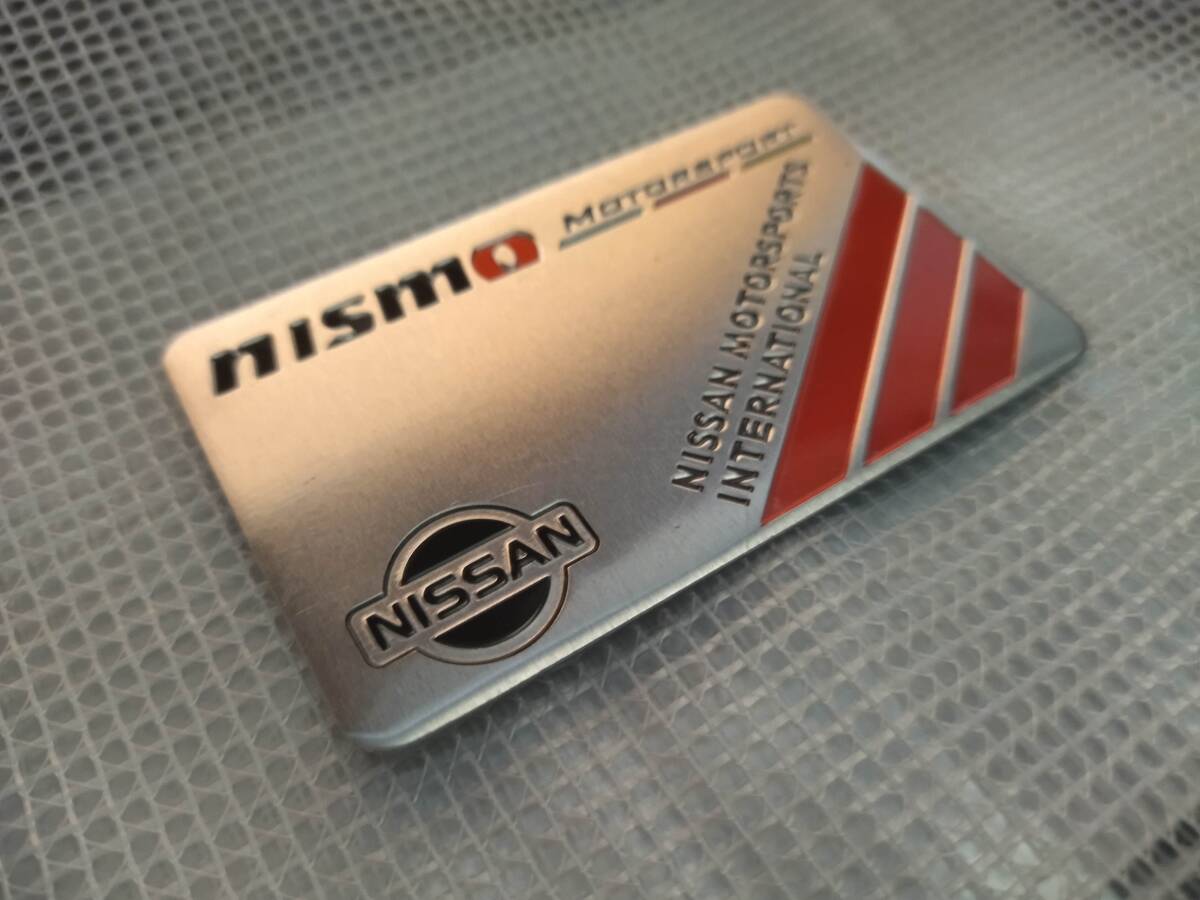 nismo MOTORSPORT
NISSAN MOTORSPORTS
INTERNATIONAL
NISSAN